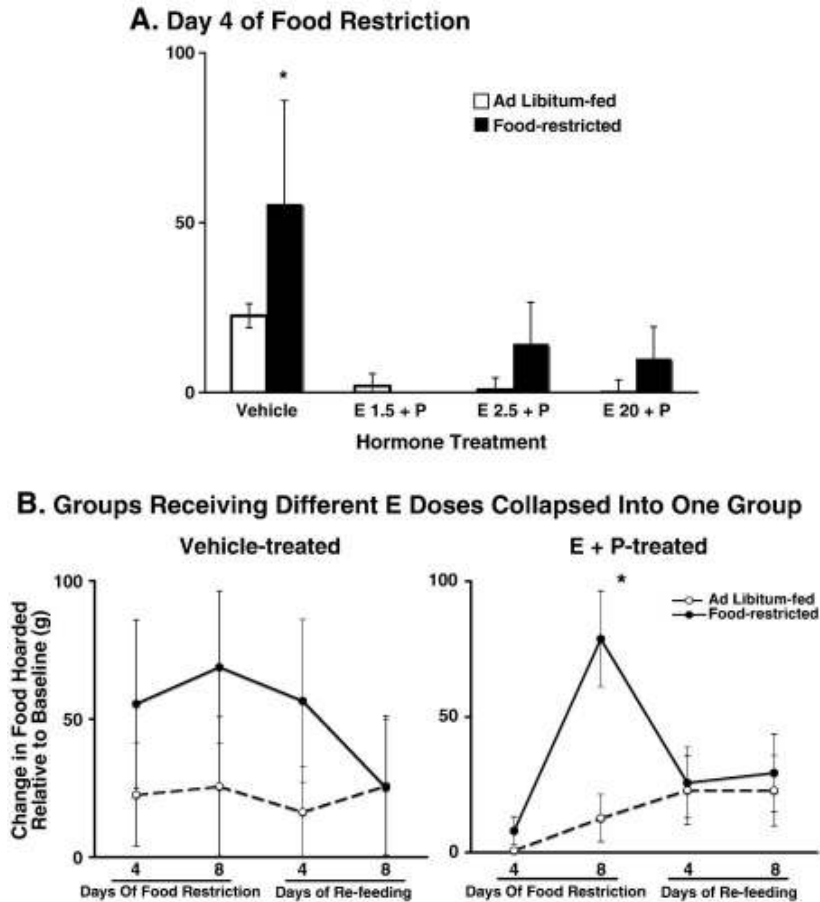 A. Day 4 of Food Restriction
100
*
Ad Libitum-fed
Food-restricted
50
0
Vehicle E 1.5 + P E 2.5 + P E 20 + P
Hormone Treatment
B. Groups Receiving Different E Doses Collapsed Into One Group
Vehicle-treated
Change in Food Hoarded
Relative to Baseline (g)
100
50
0
4 8 4 8
Days Of Food Restriction Days of Re-feeding
E + P-treated
100
*
Ad Libitum-fed
Food-restricted
50
0
4 8 4 8
Days Of Food Restriction Days of Re-feeding